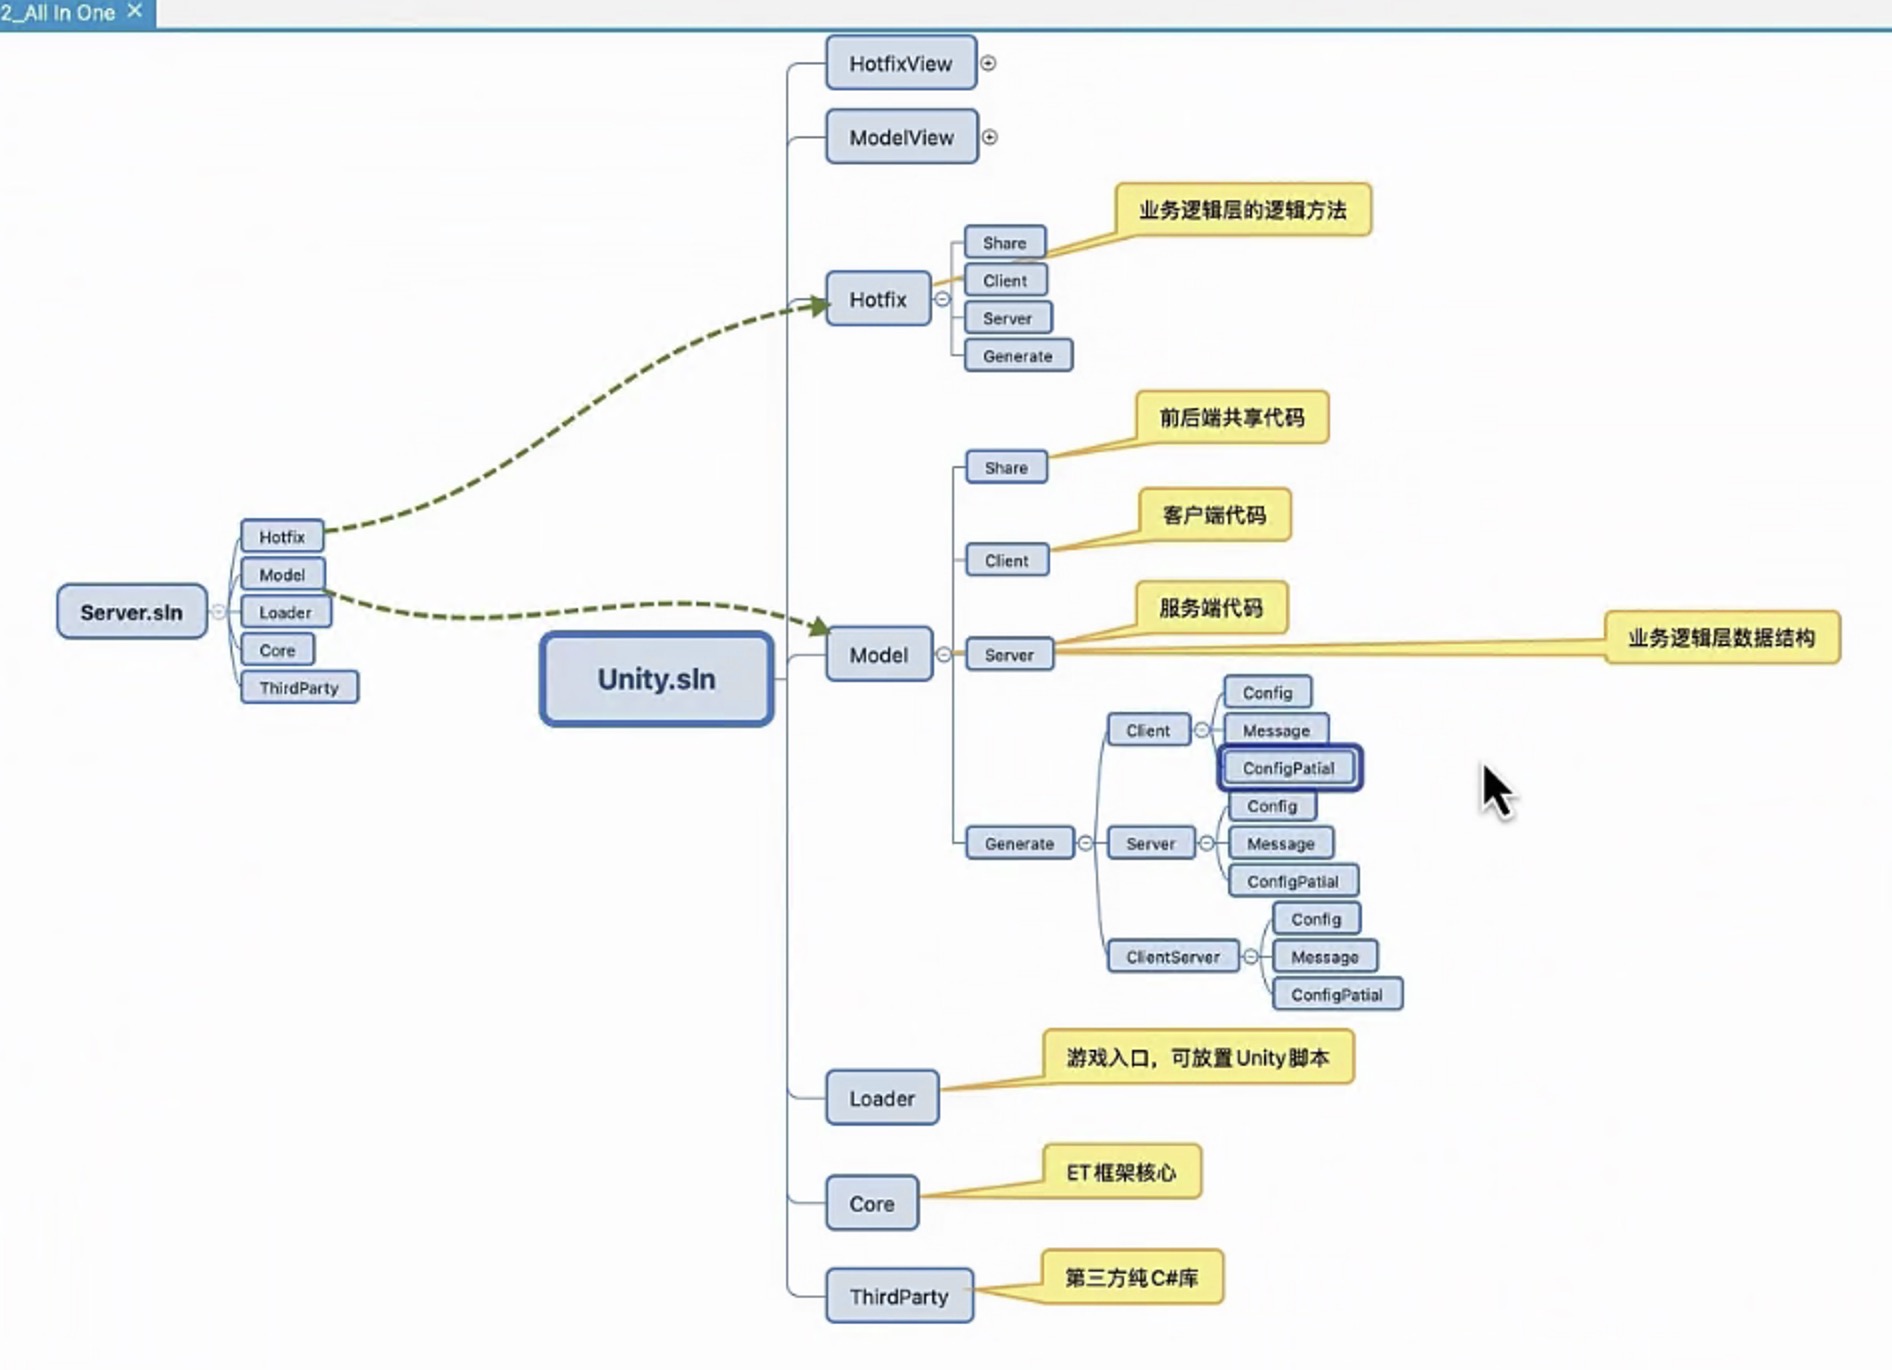 2_All In One
HotfixView
ModelView
业务逻辑层的逻辑方法
Hotfix
Share
Client
Server
Generate
前后端共享代码
Share
客户端代码
Client
服务端代码
业务逻辑层数据结构
Server.sln
Hotfix
Model
Loader
Core
ThirdParty
Unity.sln
Model
Server
Generate
Client
Config
Message
ConfigPatial
Server
Config
Message
ConfigPatial
ClientServer
Config
Message
ConfigPatial
游戏入口，可放置Unity脚本
Loader
ET框架核心
Core
第三方纯C#库
ThirdParty